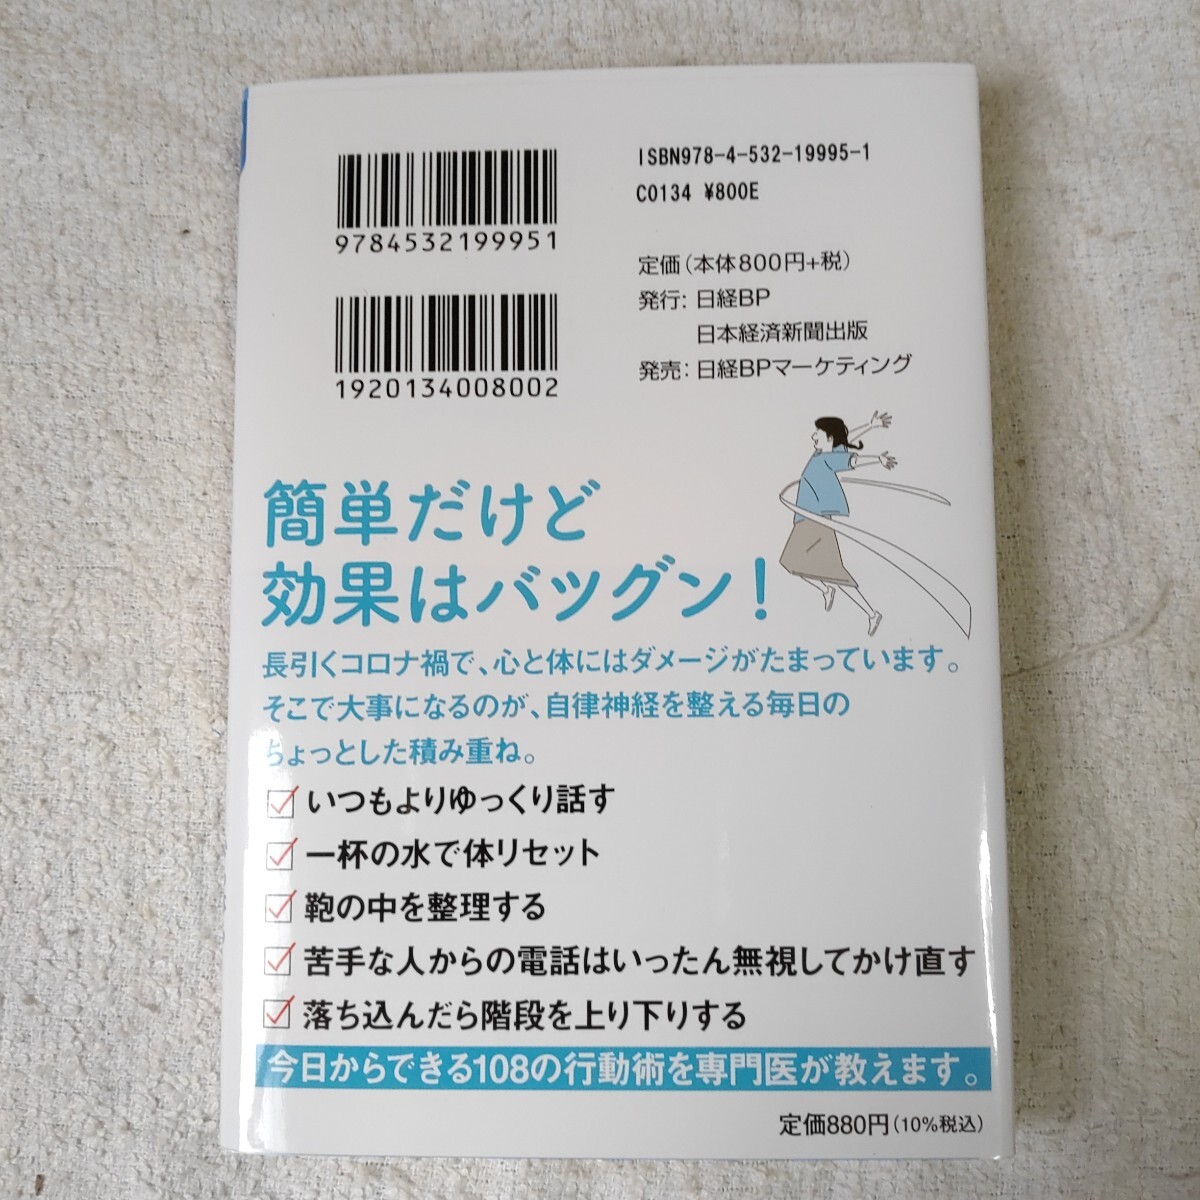 9784532199951
1920134008002
ISBN978-4-532-19995-1
C0134 ¥800E
定価(本体800円+税)
発行: 日経BP
日本経済新聞出版
発売: 日経BPマーケティング
簡単だけど
効果はバツグン！
長引くコロナ禍で、心と体にはダメージがたまっています。
そこで大事になるのが、自律神経を整える毎日の
ちょっとした積み重ね。
いつもよりゆっくり話す
一杯の水で体リセット
鞄の中を整理する
苦手な人からの電話はいったん無視してかけ直す
落ち込んだら階段を上り下りする
今日からできる108の行動術を専門医が教えます。
定価880円(10%税込)